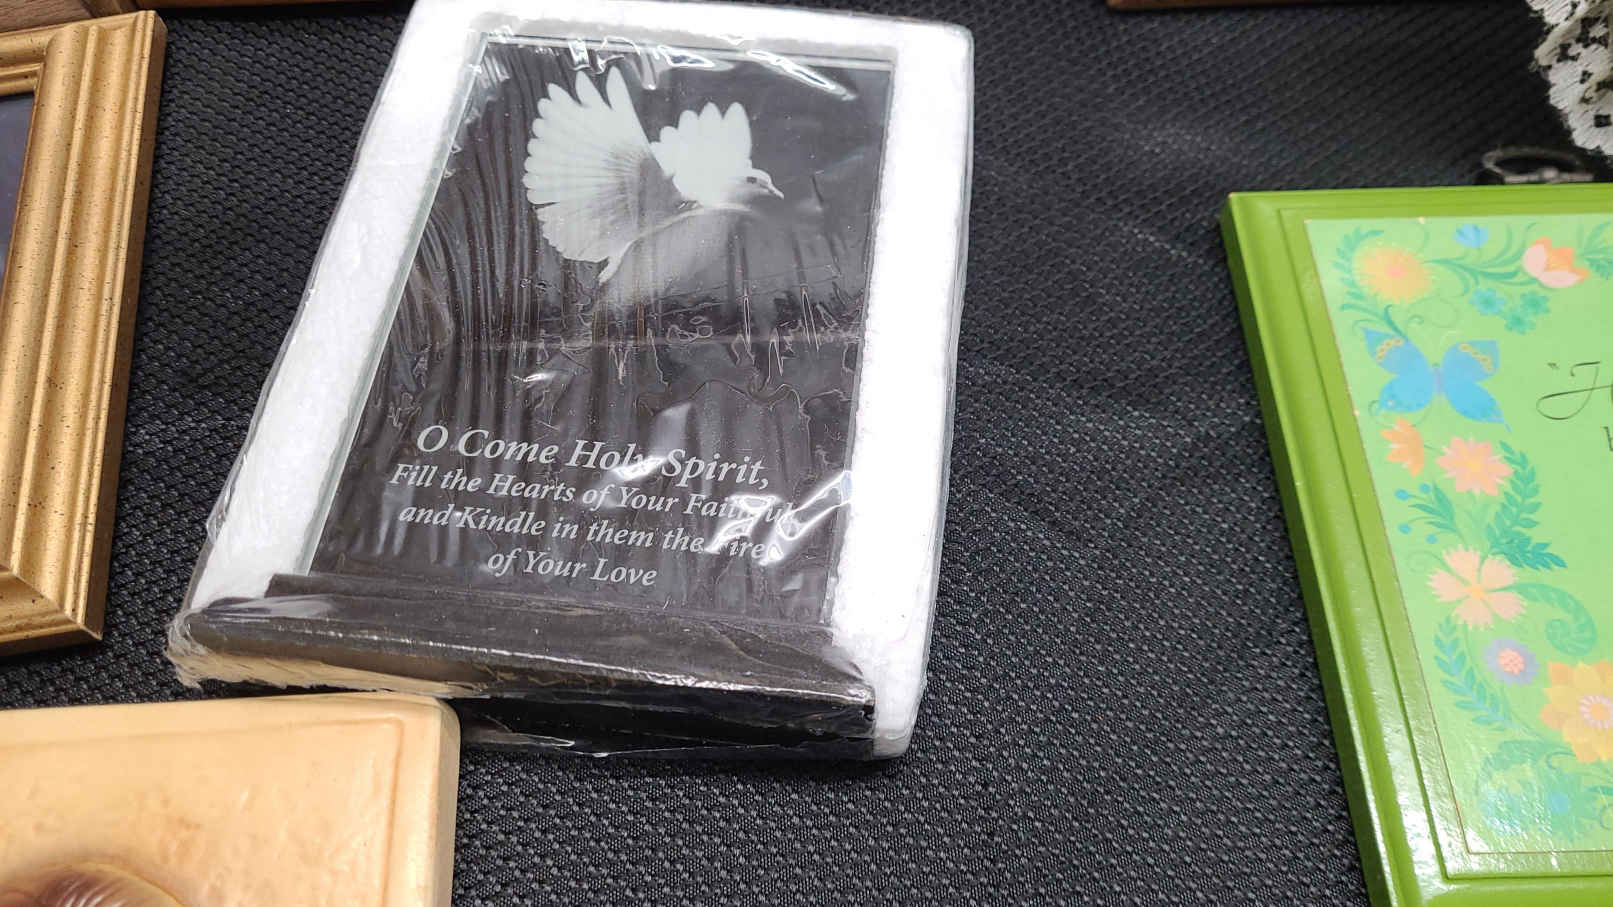 O Come Holy Spirit,
Fill the Hearts of Your Faithful
and Kindle in them the Fire
of Your Love